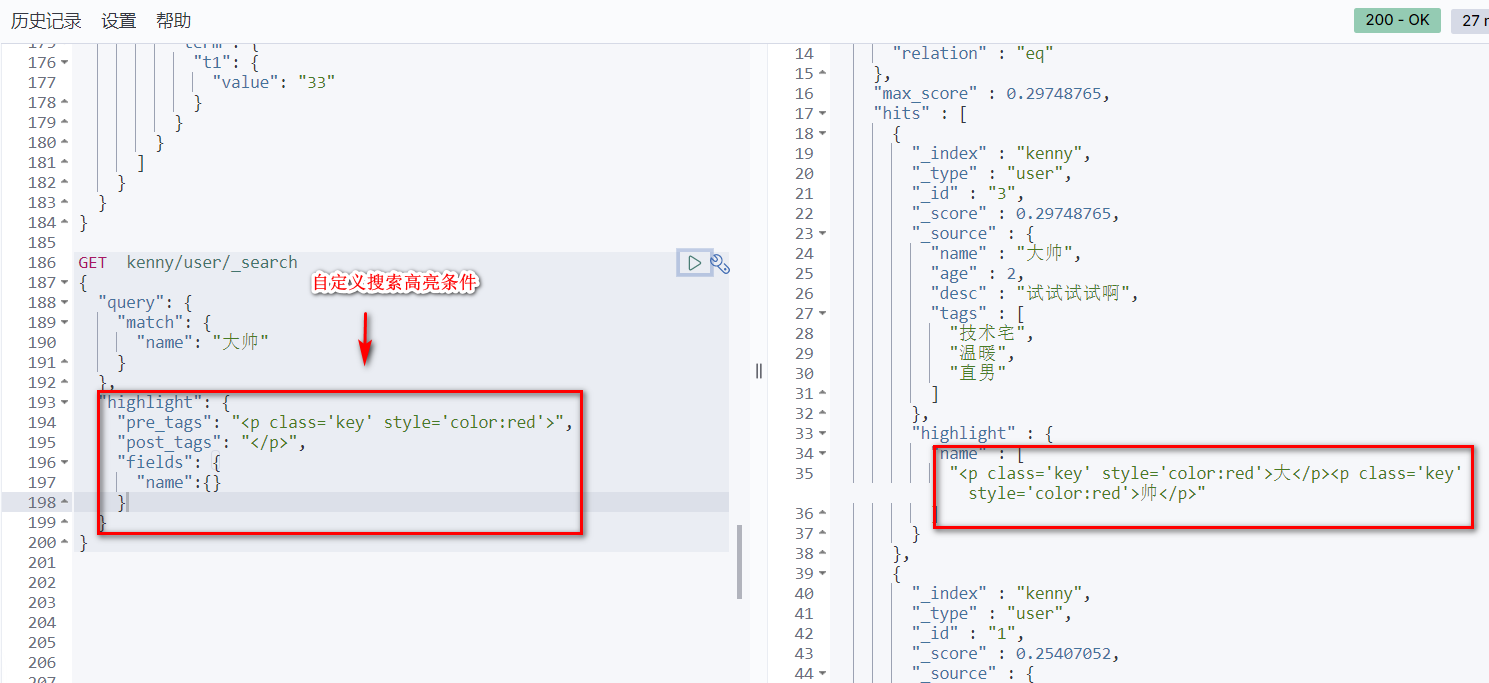 历史记录 设置 帮助
200 - OK
27
176 "t1": {
177 "value": "33"
178 }
179 }
180 }
181 ]
182 }
183 }
184 }
185
186 GET kenny/user/_search
自定义搜索高亮条件
187 {
188 "query": {
189 "match": {
190 "name": "大帅"
191 }
192 },
193 "highlight": {
194 "pre_tags": "<p class='key' style='color:red'>",
195 "post_tags": "</p>",
196 "fields": {
197 "name":{}
198 }
199 }
200 }
201
202
203
204
205
206
207
14 "relation" : "eq"
15 },
16 "max_score" : 0.29748765,
17 "hits" : [
18 {
19 "_index" : "kenny",
20 "_type" : "user",
21 "_id" : "3",
22 "_score" : 0.29748765,
23 "_source" : {
24 "name" : "大帅",
25 "age" : 2,
26 "desc" : "试试试试啊",
27 "tags" : [
28 "技术宅",
29 "温暖",
30 "直男"
31 ]
32 },
33 "highlight" : {
34 "name" : [
35 "<p class='key' style='color:red'>大</p><p class='key'
style='color:red'>帅</p>"
36 ]
37 }
38 },
39 {
40 "_index" : "kenny",
41 "_type" : "user",
42 "_id" : "1",
43 "_score" : 0.25407052,
44 "_source" : {